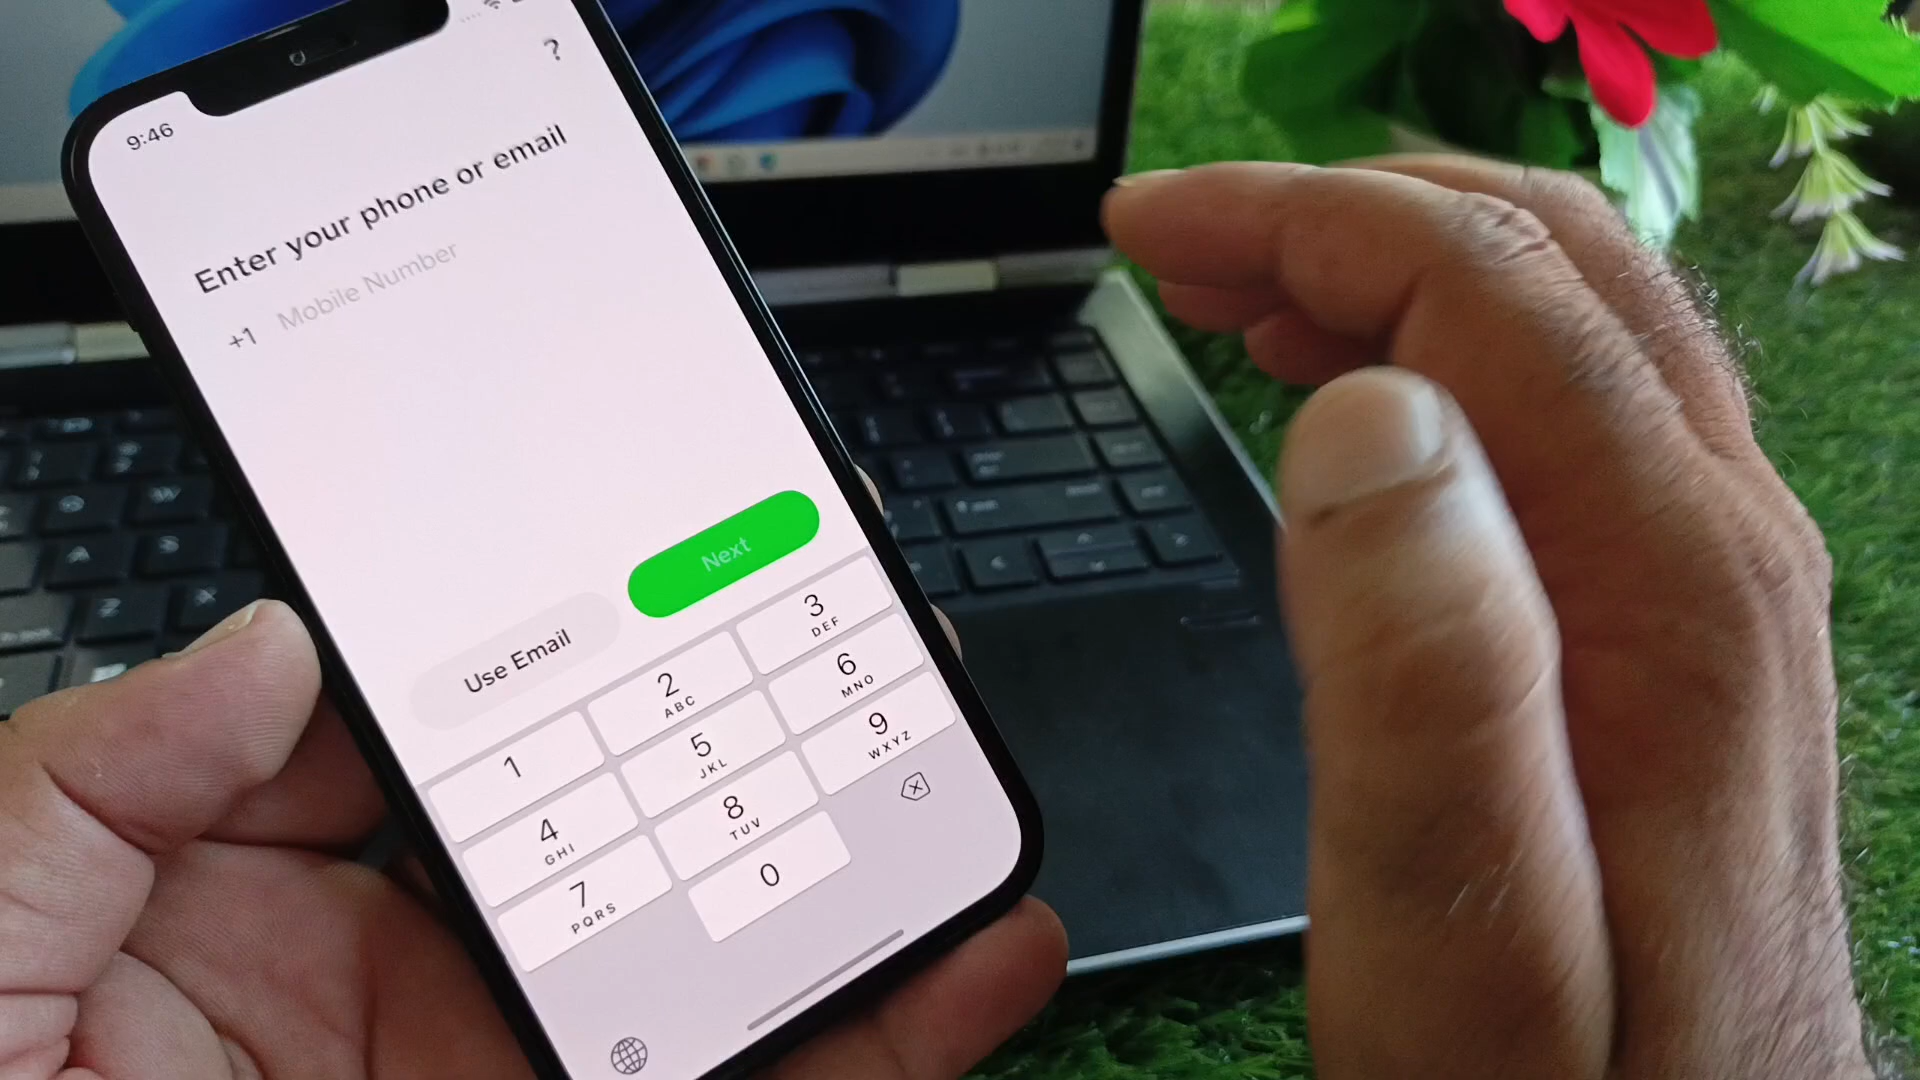 9:46
?
Enter your phone or email
+1 Mobile Number
Next
Use Email
1
2
ABC
3
DEF
4
GHI
5
JKL
6
MNO
7
PQRS
8
TUV
9
WXYZ
0